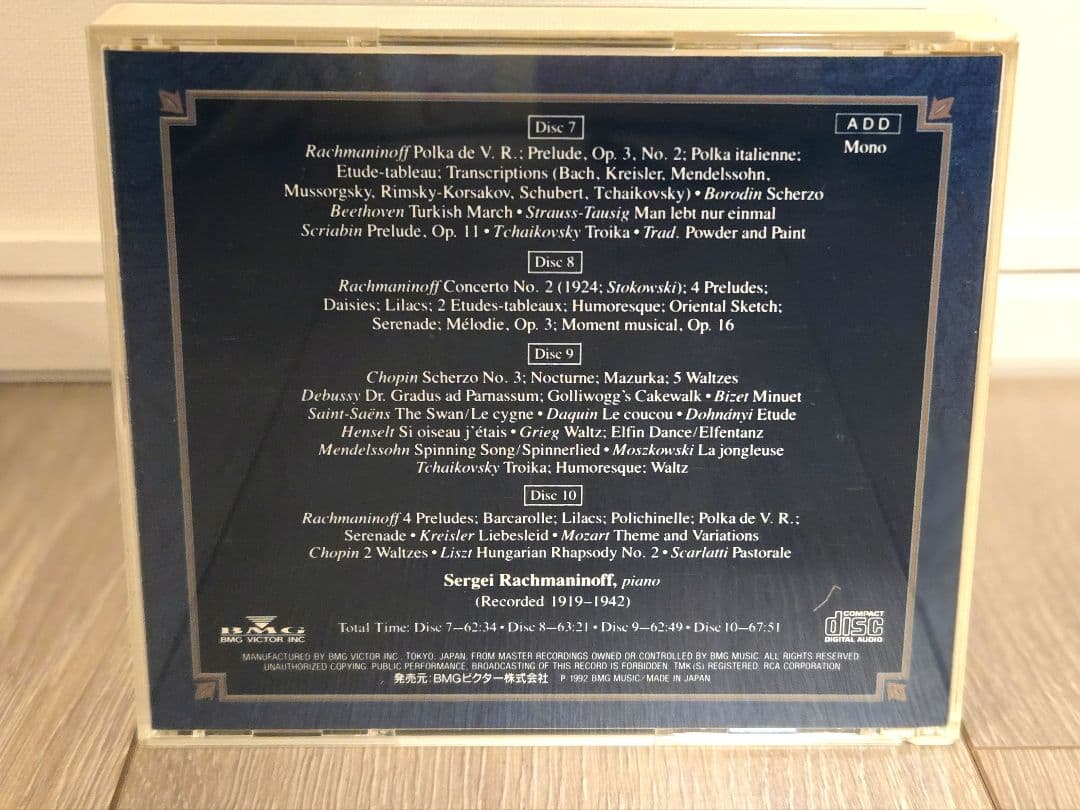 Disc 7
ADD
Mono
Rachmaninoff Polka de V. R.; Prelude, Op. 3, No. 2; Polka italienne;
Etude-tableau; Transcriptions (Bach, Kreisler, Mendelssohn,
Mussorgsky, Rimsky-Korsakov, Schubert, Tchaikovsky) • Borodin Scherzo
Beethoven Turkish March • Strauss-Tausig Man lebt nur einmal
Scriabin Prelude, Op. 11 • Tchaikovsky Troika • Trad. Powder and Paint
Disc 8
Rachmaninoff Concerto No. 2 (1924; Stokowski); 4 Preludes;
Daisies; Lilacs; 2 Etudes-tableaux; Humoresque; Oriental Sketch;
Serenade; Mélodie, Op. 3; Moment musical, Op. 16
Disc 9
Chopin Scherzo No. 3; Nocturne; Mazurka; 5 Waltzes
Debussy Dr. Gradus ad Parnassum; Golliwogg's Cakewalk • Bizet Minuet
Saint-Saëns The Swan/Le cygne • Daquin Le coucou • Dohnányi Etude
Henselt Si oiseau j'étais • Grieg Waltz; Elfin Dance/Elfentanz
Mendelssohn Spinning Song/Spinnerlied • Moszkowski La jongleuse
Tchaikovsky Troika; Humoresque; Waltz
Disc 10
Rachmaninoff 4 Preludes; Barcarolle; Lilacs; Polichinelle; Polka de V. R.;
Serenade • Kreisler Liebesleid • Mozart Theme and Variations
Chopin 2 Waltzes • Liszt Hungarian Rhapsody No. 2 • Scarlatti Pastorale
Sergei Rachmaninoff, piano
(Recorded 1919–1942)
Total Time: Disc 7—62:34 • Disc 8—63:21 • Disc 9—62:49 • Disc 10—67:51
BMG
BMG VICTOR INC
COMPACT
disc
DIGITAL AUDIO
MANUFACTURED BY BMG VICTOR INC., TOKYO, JAPAN, FROM MASTER RECORDINGS OWNED OR CONTROLLED BY BMG MUSIC. ALL RIGHTS RESERVED.
UNAUTHORIZED COPYING, PUBLIC PERFORMANCE, BROADCASTING OF THIS RECORD IS FORBIDDEN. TMK (S) REGISTERED, RCA CORPORATION
発売元:BMGビクター株式会社 P 1992 BMG MUSIC/MADE IN JAPAN